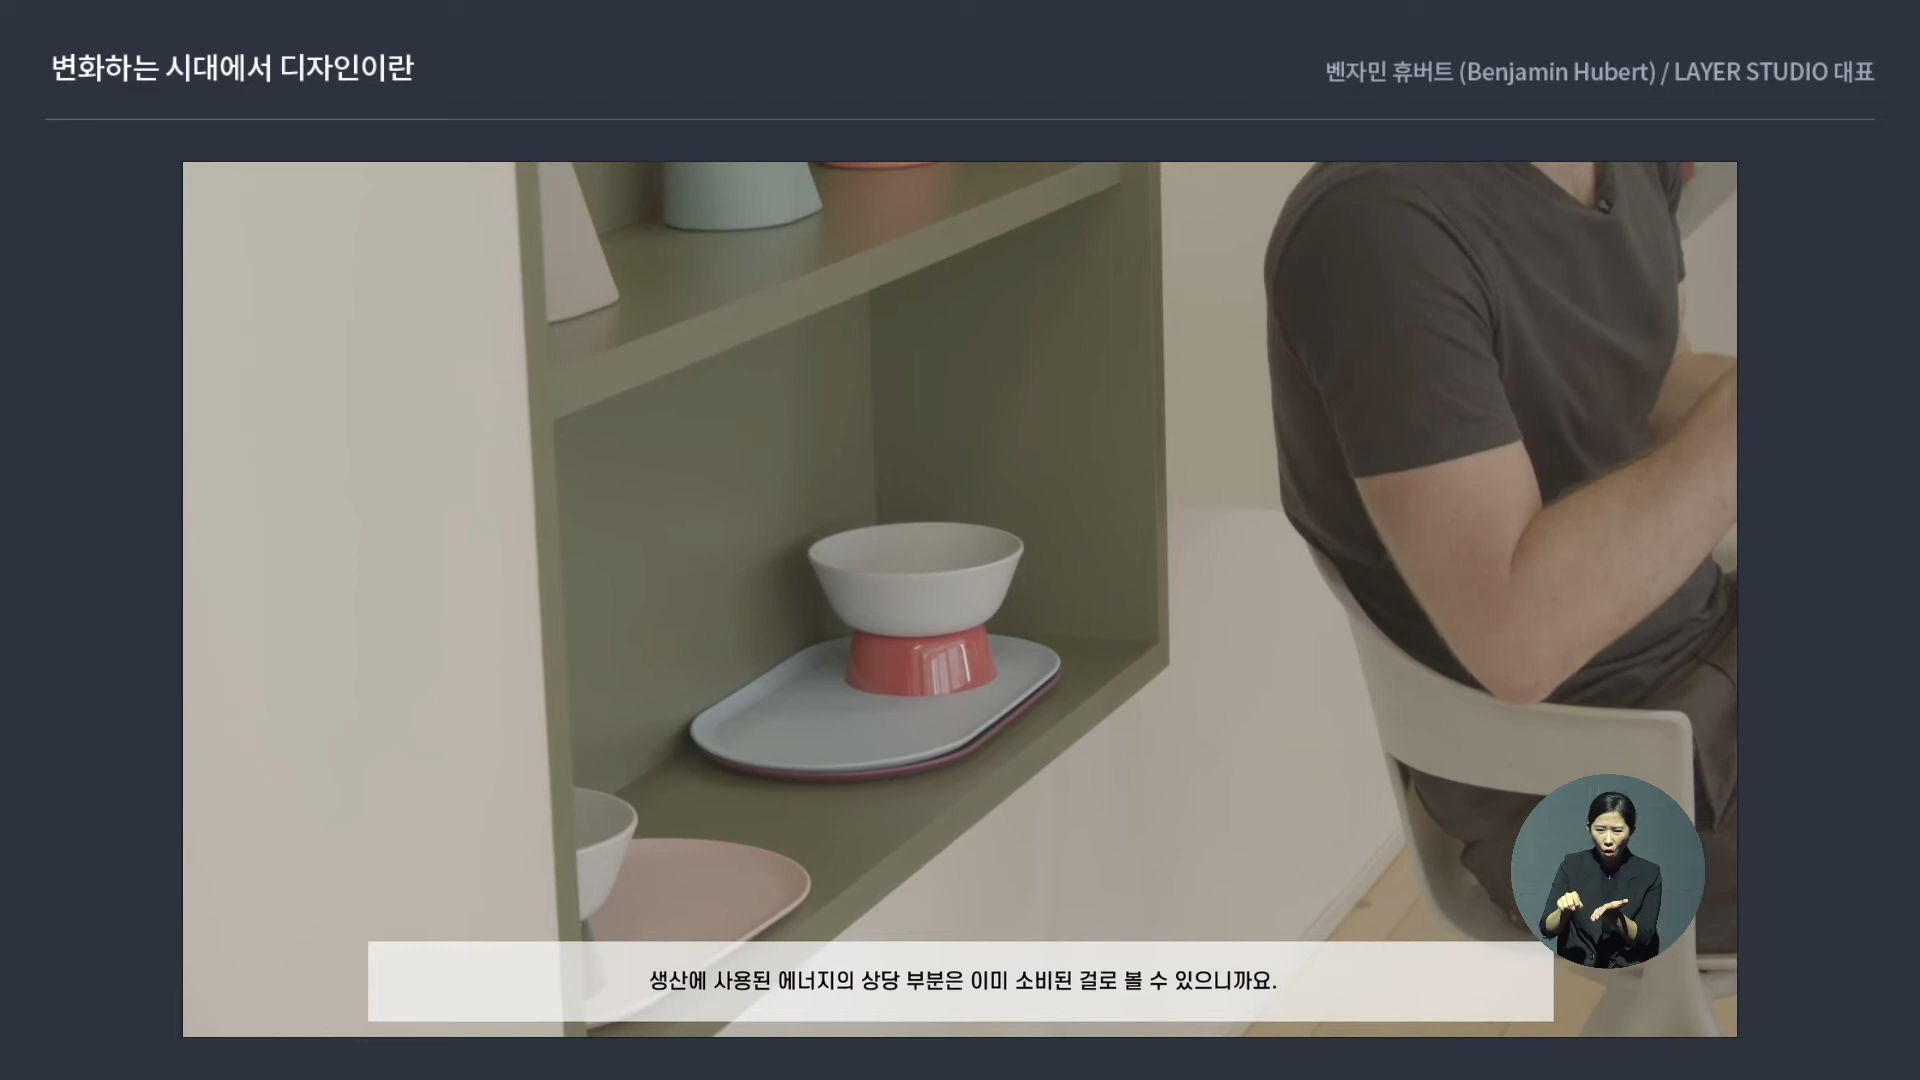 변화하는 시대에서 디자인이란
벤자민 휴버트 (Benjamin Hubert) / LAYER STUDIO 대표
생산에 사용된 에너지의 상당 부분은 이미 소비된 걸로 볼 수 있으니까요.